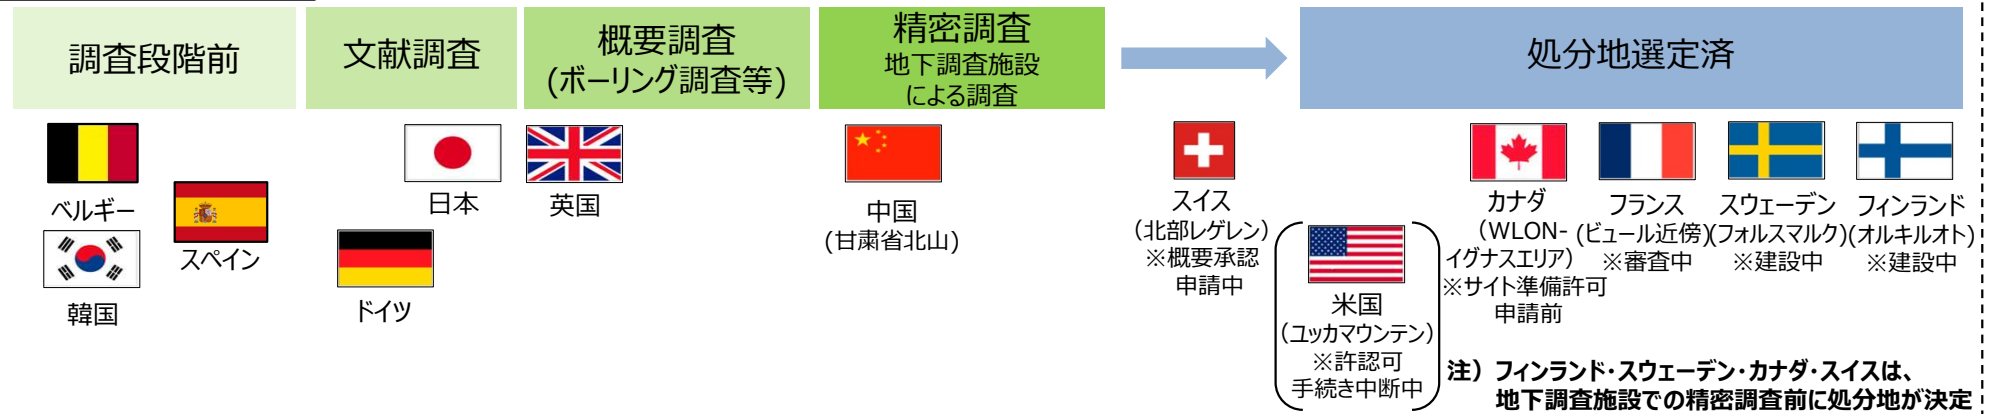 調査段階前
文献調査
概要調査
(ボーリング調査等)
精密調査
地下調査施設
による調査
処分地選定済
ベルギー
スペイン
韓国
日本
ドイツ
英国
中国
(甘粛省北山)
スイス
(北部レゲレン)
※概要承認
申請中
米国
(ユッカマウンテン)
※許認可
手続き中断中
カナダ
(WLON-
イグナスエリア)
※サイト準備許可
申請前
フランス
(ビュール近傍)
※審査中
スウェーデン
(フォルスマルク)
※建設中
フィンランド
(オルキルオト)
※建設中
注）フィンランド・スウェーデン・カナダ・スイスは、
地下調査施設での精密調査前に処分地が決定